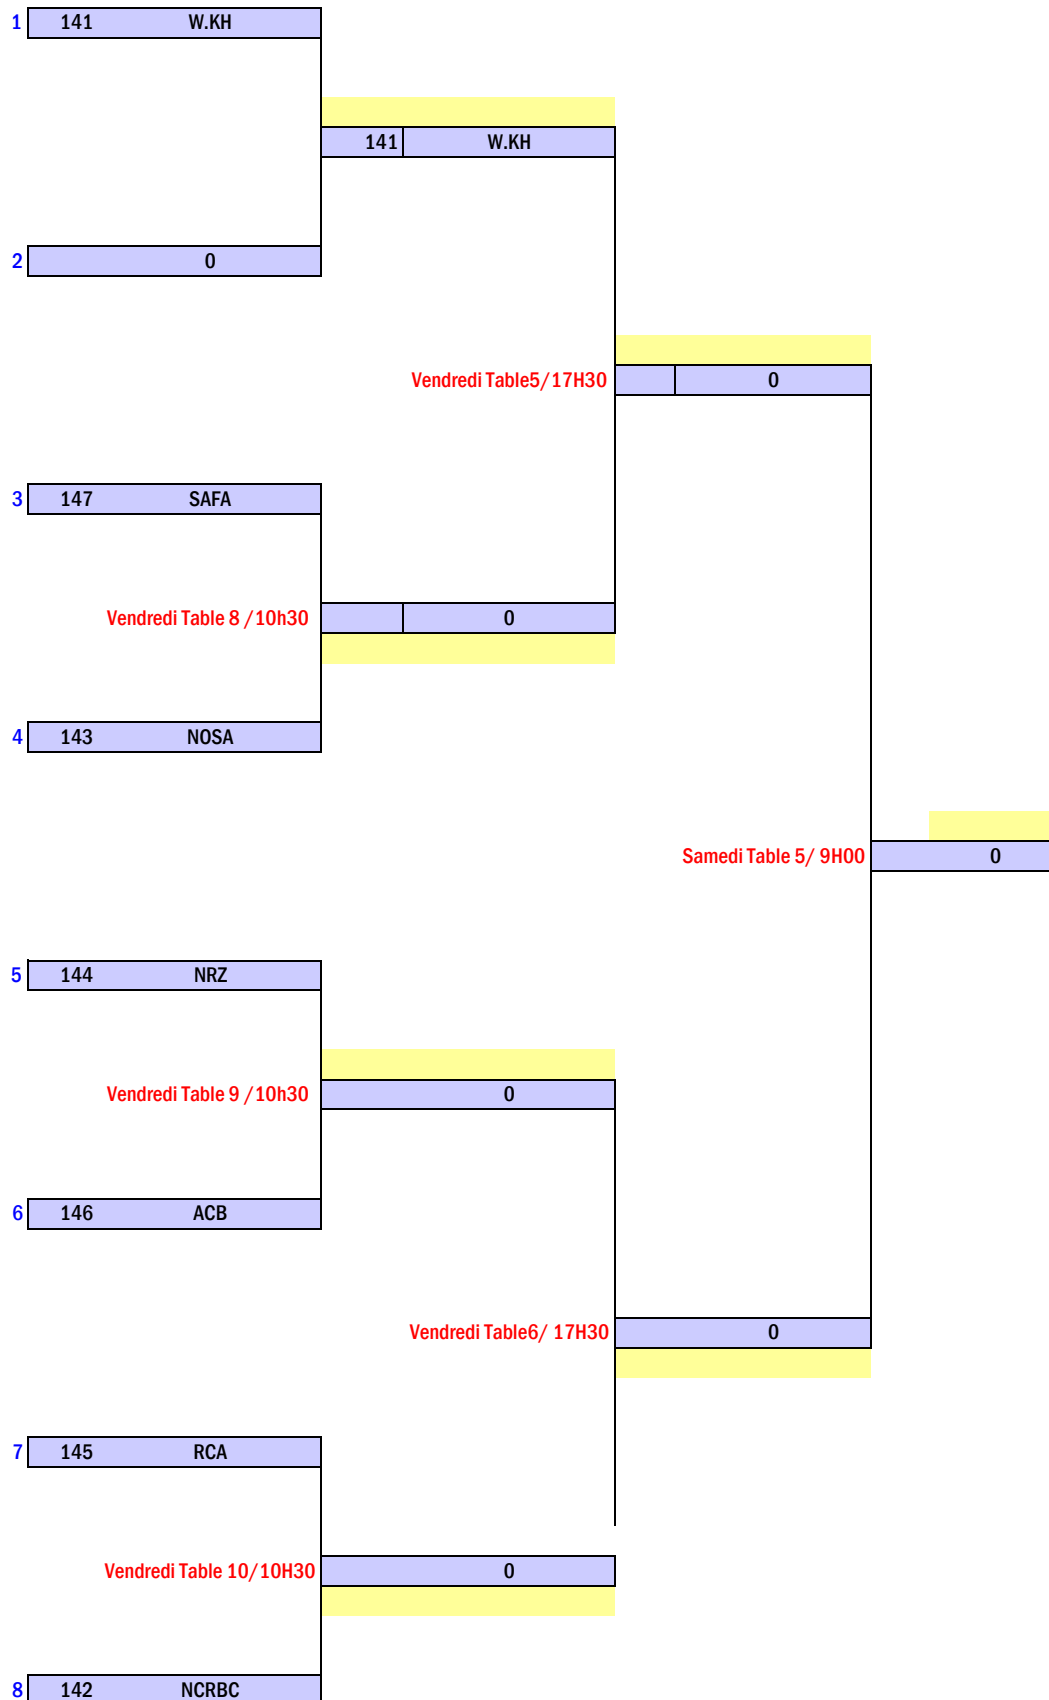 1 141 W.KH
141 W.KH
2 0
Vendredi Table5/17H30 0
3 147 SAFA
Vendredi Table 8 /10h30 0
4 143 NOSA
Samedi Table 5/ 9H00 0
5 144 NRZ
Vendredi Table 9 /10h30 0
6 146 ACB
Vendredi Table6/ 17H30 0
7 145 RCA
Vendredi Table 10/10H30 0
8 142 NCRBC